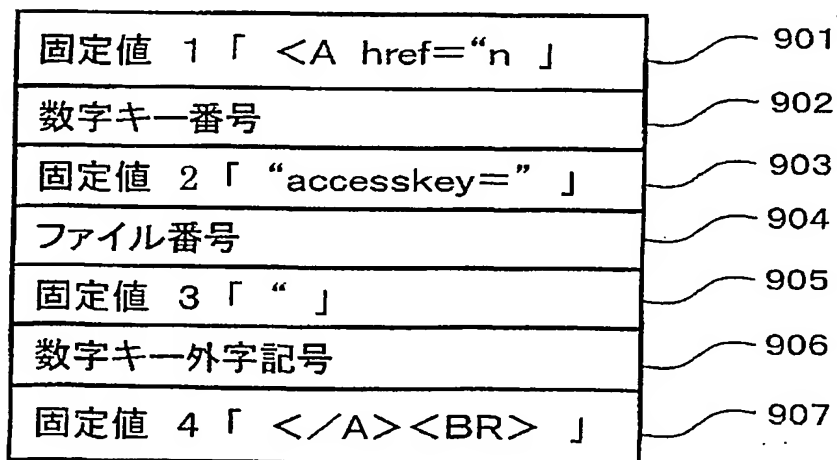 固定値 1「 <A href=“n 」 901
数字キー番号 902
固定値 2「 “accesskey=” 」 903
ファイル番号 904
固定値 3「 “ 」 905
数字キー外字記号 906
固定値 4「 </A><BR> 」 907